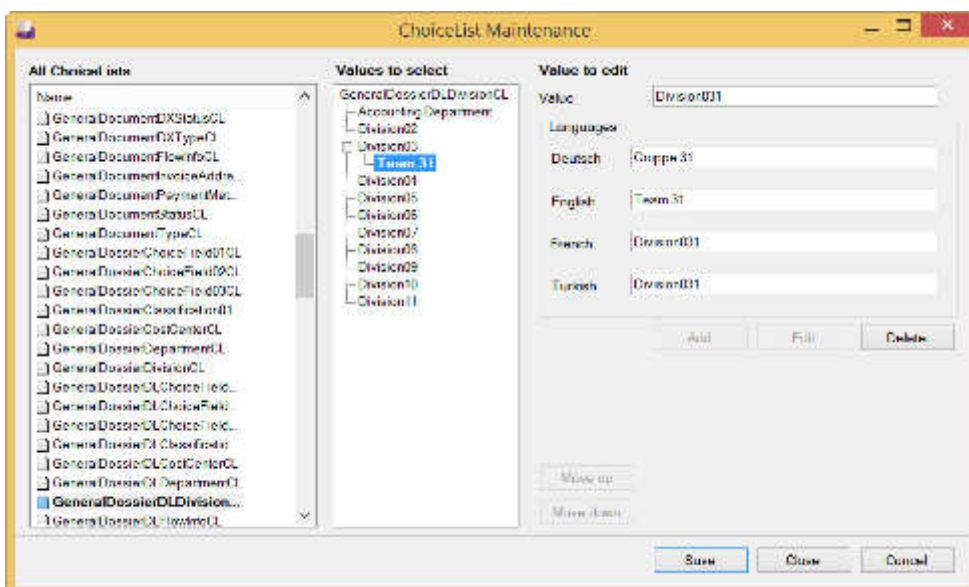 ChoiceList Maintenance
All ChoiceLists
Name
GeneralDocumentDXStatusCL
GeneralDocumentDXTypeCL
GeneralDocumentFlowInfoCL
GeneralDocumentInvoiceAddre...
GeneralDocumentPaymentMet...
GeneralDocumentStatusCL
GeneralDocumentTypeCL
GeneralDossierChoiceField01CL
GeneralDossierChoiceField02CL
GeneralDossierChoiceField03CL
GeneralDossierClassification01...
GeneralDossierCostCenterCL
GeneralDossierDepartmentCL
GeneralDossierDivisionCL
GeneralDossierDLChoiceField...
GeneralDossierDLChoiceField...
GeneralDossierDLChoiceField...
GeneralDossierDLClassificatio...
GeneralDossierDLCostCenterCL
GeneralDossierDLDepartmentCL
GeneralDossierDLDivision...
GeneralDossierDLFlowInfoCL
Values to select
GeneralDossierDLDivisionCL
Accounting Department
Division02
Division03
Team 31
Division04
Division05
Division06
Division07
Division08
Division09
Division10
Division11
Value to edit
Value Division031
Languages
Deutsch Gruppe 31
English Team 31
French Division031
Turkish Division031
Add Edit Delete
Move up
Move down
Save Close Cancel